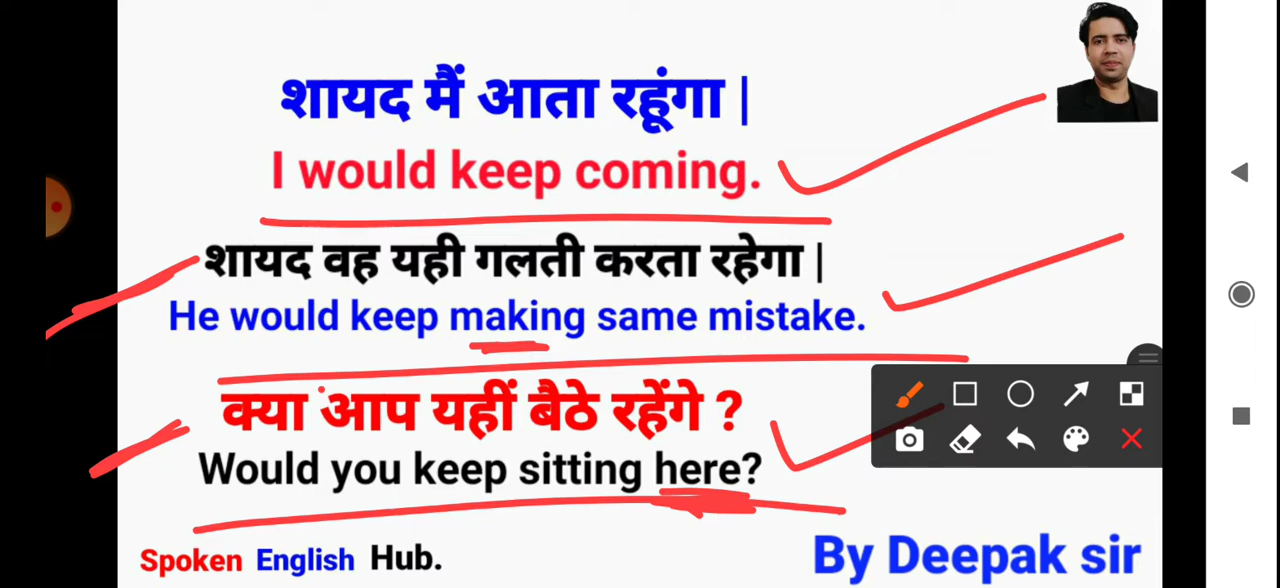 शायद मैं आता रहूंगा |
I would keep coming.
शायद वह यही गलती करता रहेगा |
He would keep making same mistake.
क्या आप यहीं बैठे रहेंगे ?
Would you keep sitting here?
Spoken English Hub.
By Deepak sir